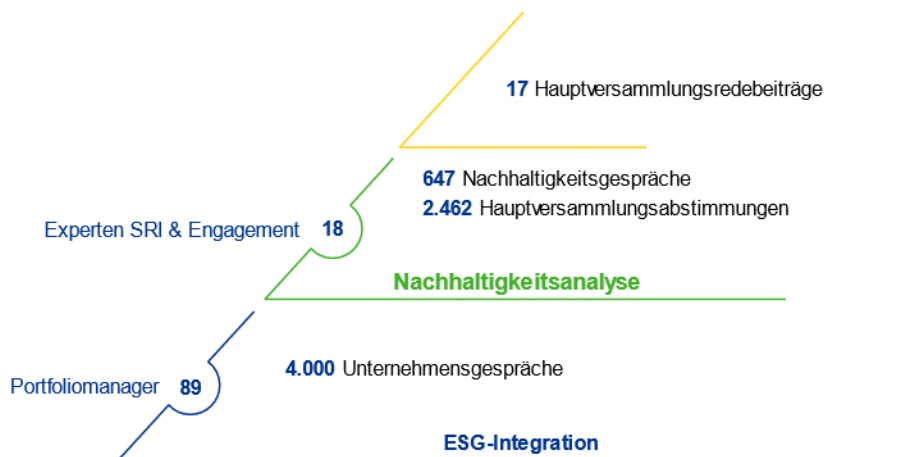 17 Hauptversammlungsredebeiträge
647 Nachhaltigkeitsgespräche
2.462 Hauptversammlungsabstimmungen
Experten SRI & Engagement 18
Nachhaltigkeitsanalyse
4.000 Unternehmensgespräche
Portfoliomanager 89
ESG-Integration